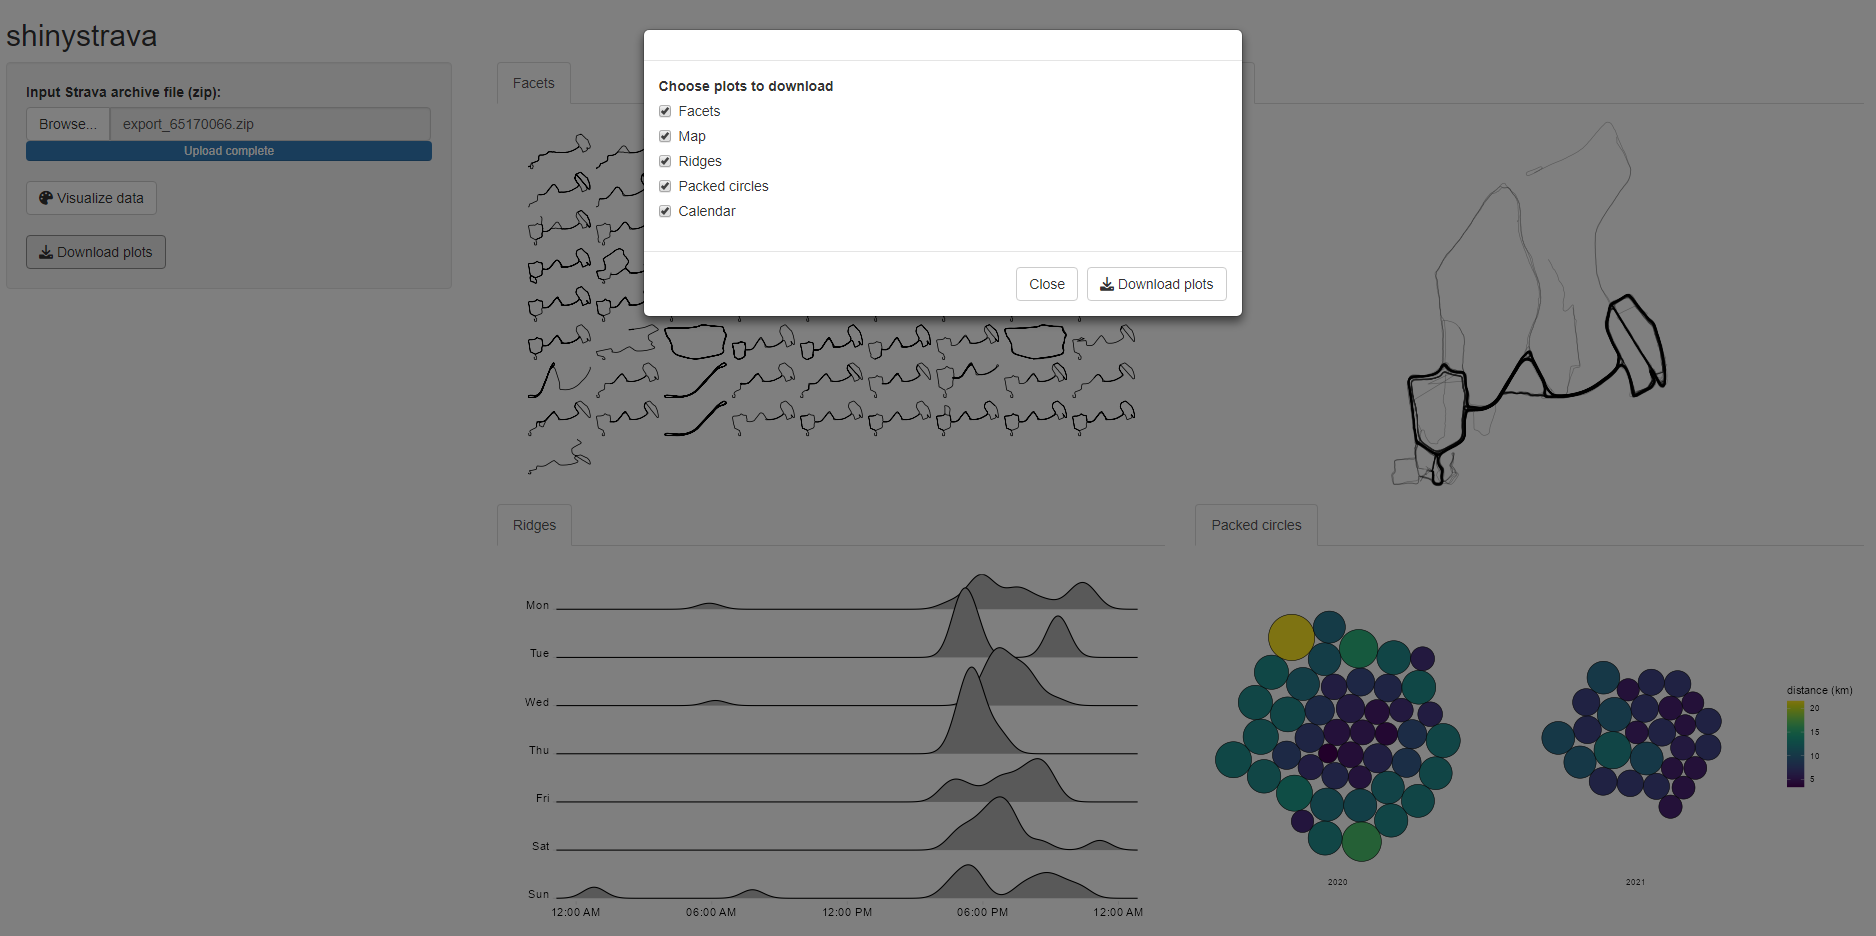 shinystrava
Input Strava archive file (zip):
Browse... export_65170066.zip
Upload complete
Visualize data
Download plots
Facets
Choose plots to download
Facets
Map
Ridges
Packed circles
Calendar
Close Download plots
Ridges
Mon
Tue
Wed
Thu
Fri
Sat
Sun
12:00 AM 06:00 AM 12:00 PM 06:00 PM 12:00 AM
Packed circles
distance (km)
20
15
10
5
2020 2021